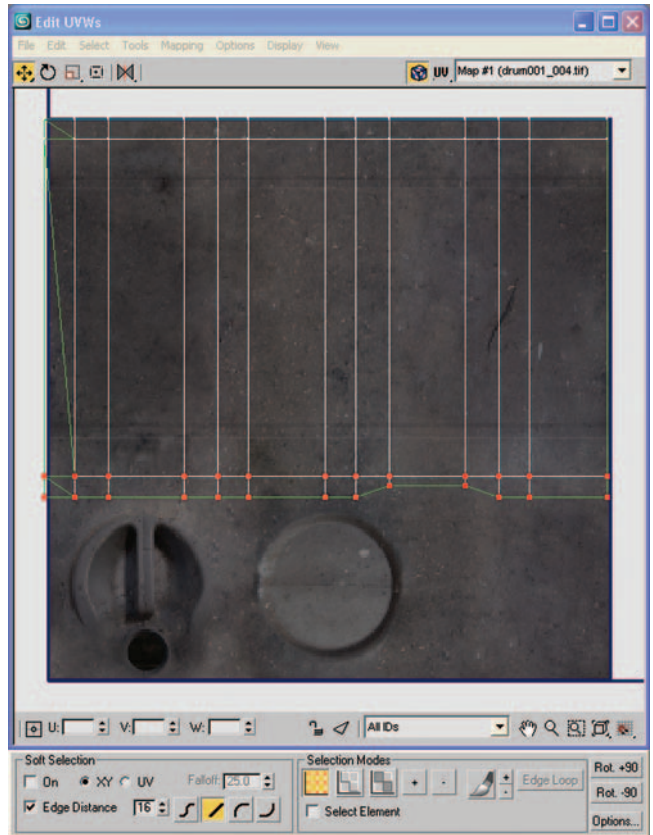 Edit UVWs
File Edit Select Tools Mapping Options Display View
UV Map #1 (drum001_004.tif)
U: V: W: All IDs
Soft Selection
On XY UV Falloff: 25.0
Edge Distance 16
Selection Modes
+ - + - Edge Loop
Select Element
Rot. +90
Rot. -90
Options...